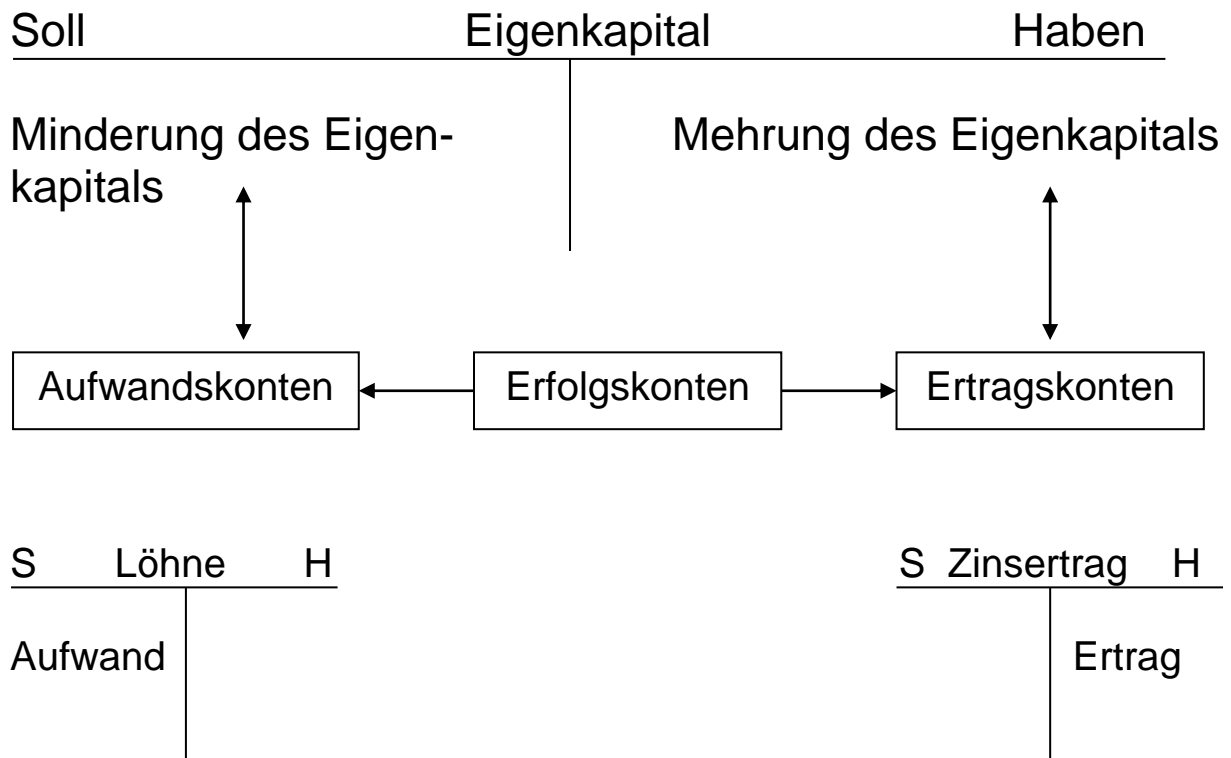 Soll Eigenkapital Haben
Minderung des Eigen-
kapitals
Mehrung des Eigenkapitals
Aufwandskonten Erfolgskonten Ertragskonten
S Löhne H
Aufwand
S Zinsertrag H
Ertrag